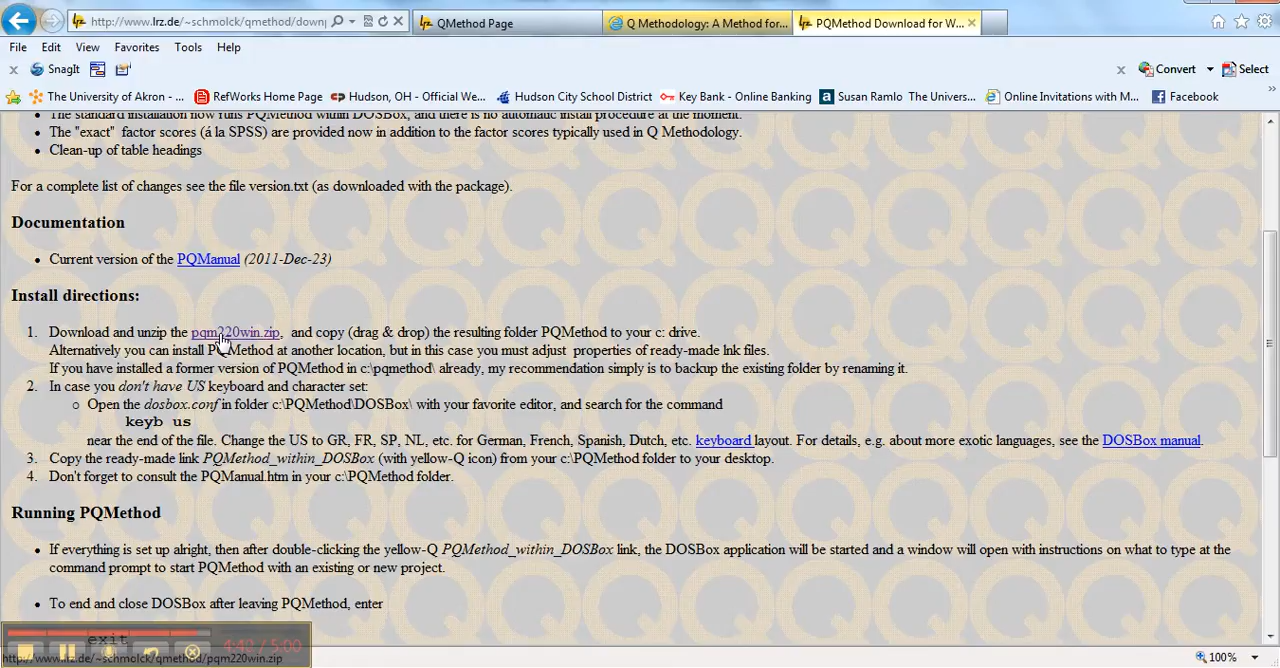 http://www.lrz.de/~schmolck/qmethod/down
QMethod Page
Q Methodology: A Method for...
PQMethod Download for W...
File Edit View Favorites Tools Help
x SnagIt
x Convert Select
The University of Akron - ... RefWorks Home Page Hudson, OH - Official We... Hudson City School District Key Bank - Online Banking Susan Ramlo The Univers... Online Invitations with M... Facebook
The standard installation now runs PQMethod within DOSBox, and there is no automatic install procedure at the moment.
The "exact" factor scores (á la SPSS) are provided now in addition to the factor scores typically used in Q Methodology.
Clean-up of table headings
For a complete list of changes see the file version.txt (as downloaded with the package).
Documentation
Current version of the PQManual (2011-Dec-23)
Install directions:
1. Download and unzip the pqm220win.zip, and copy (drag & drop) the resulting folder PQMethod to your c: drive.
Alternatively you can install PQMethod at another location, but in this case you must adjust properties of ready-made lnk files.
If you have installed a former version of PQMethod in c:\pqmethod\ already, my recommendation simply is to backup the existing folder by renaming it.
2. In case you don't have US keyboard and character set:
Open the dosbox.conf in folder c:\PQMethod\DOSBox\ with your favorite editor, and search for the command
keyb us
near the end of the file. Change the US to GR, FR, SP, NL, etc. for German, French, Spanish, Dutch, etc. keyboard layout. For details, e.g. about more exotic languages, see the DOSBox manual.
3. Copy the ready-made link PQMethod_within_DOSBox (with yellow-Q icon) from your c:\PQMethod folder to your desktop.
4. Don't forget to consult the PQManual.htm in your c:\PQMethod folder.
Running PQMethod
If everything is set up alright, then after double-clicking the yellow-Q PQMethod_within_DOSBox link, the DOSBox application will be started and a window will open with instructions on what to type at the
command prompt to start PQMethod with an existing or new project.
To end and close DOSBox after leaving PQMethod, enter
exit
4:40 / 5:00
http://www.lrz.de/~schmolck/qmethod/pqm220win.zip
100%